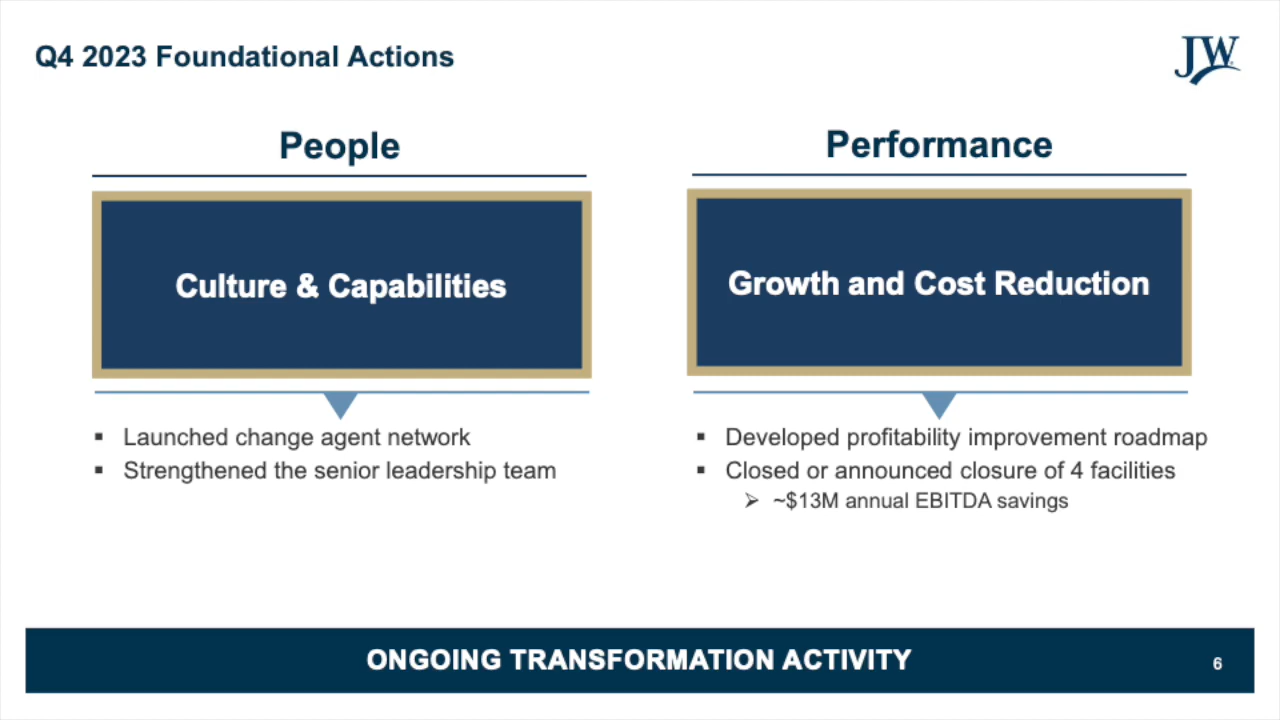 Q4 2023 Foundational Actions
JW
People
Culture & Capabilities
▪ Launched change agent network
▪ Strengthened the senior leadership team
Performance
Growth and Cost Reduction
▪ Developed profitability improvement roadmap
▪ Closed or announced closure of 4 facilities
➢ ~$13M annual EBITDA savings
ONGOING TRANSFORMATION ACTIVITY
6